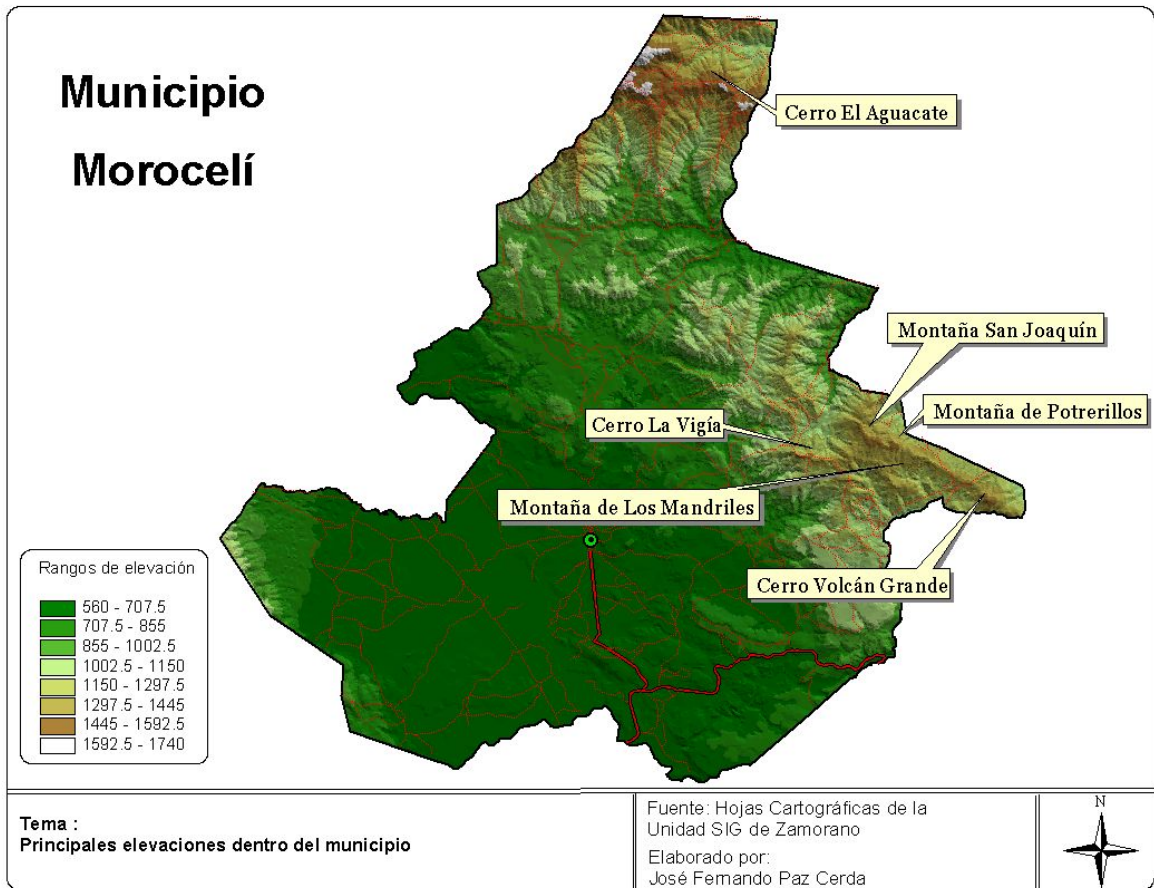 Municipio
Morocelí
Cerro El Aguacate
Montaña San Joaquín
Montaña de Potrerillos
Cerro La Vigía
Montaña de Los Mandriles
Cerro Volcán Grande
Rangos de elevación
560 - 707.5
707.5 - 855
855 - 1002.5
1002.5 - 1150
1150 - 1297.5
1297.5 - 1445
1445 - 1592.5
1592.5 - 1740
Tema :
Principales elevaciones dentro del municipio
Fuente: Hojas Cartográficas de la
Unidad SIG de Zamorano
Elaborado por:
José Fernando Paz Cerda
N